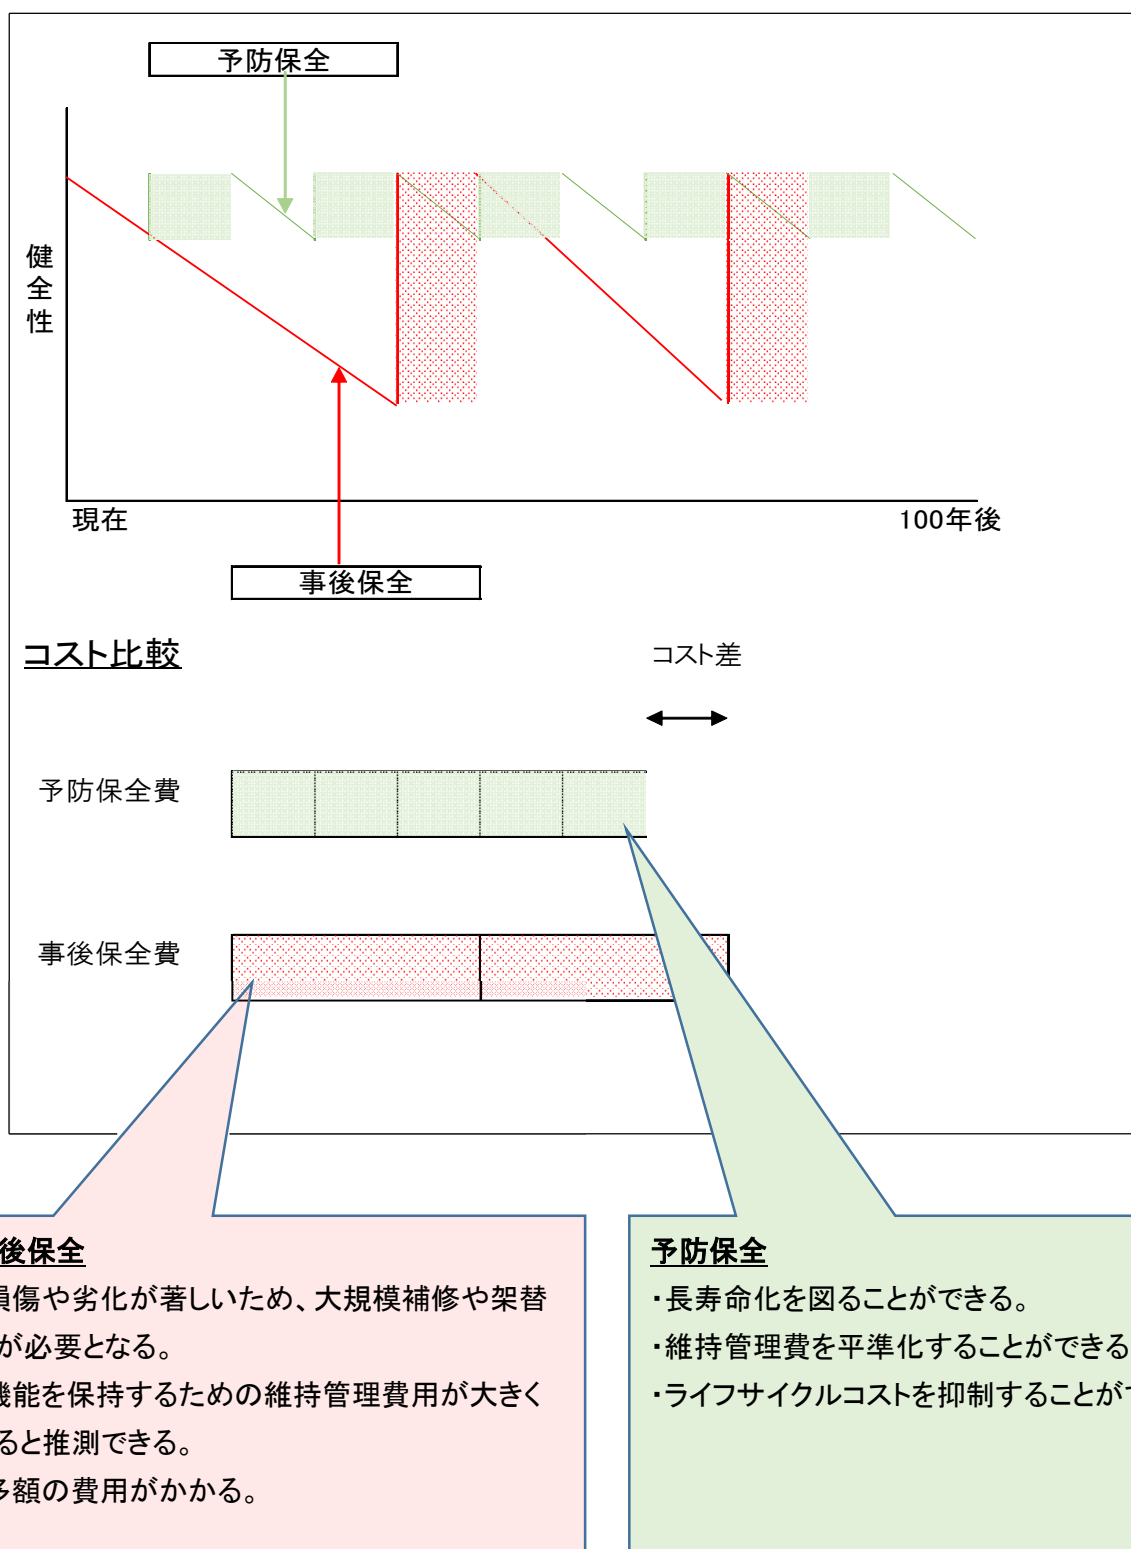 予防保全
健全性
現在
100年後
事後保全
コスト比較
コスト差
予防保全費
事後保全費
後保全
損傷や劣化が著しいため、大規模補修や架替
が必要となる。
機能を保持するための維持管理費用が大きく
ると推測できる。
多額の費用がかかる。
予防保全
・長寿命化を図ることができる。
・維持管理費を平準化することができる
・ライフサイクルコストを抑制することが